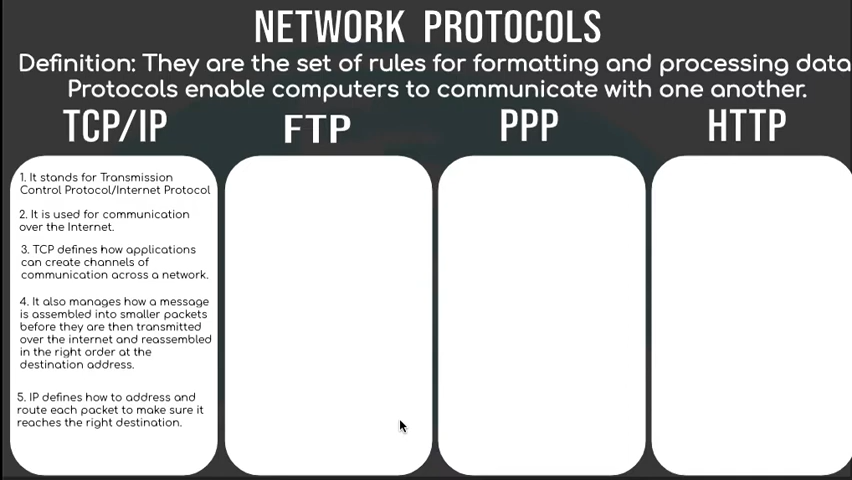 NETWORK PROTOCOLS
Definition: They are the set of rules for formatting and processing data
Protocols enable computers to communicate with one another.
TCP/IP FTP PPP HTTP
1. It stands for Transmission
Control Protocol/Internet Protocol
2. It is used for communication
over the Internet.
3. TCP defines how applications
can create channels of
communication across a network.
4. It also manages how a message
is assembled into smaller packets
before they are then transmitted
over the internet and reassembled
in the right order at the
destination address.
5. IP defines how to address and
route each packet to make sure it
reaches the right destination.